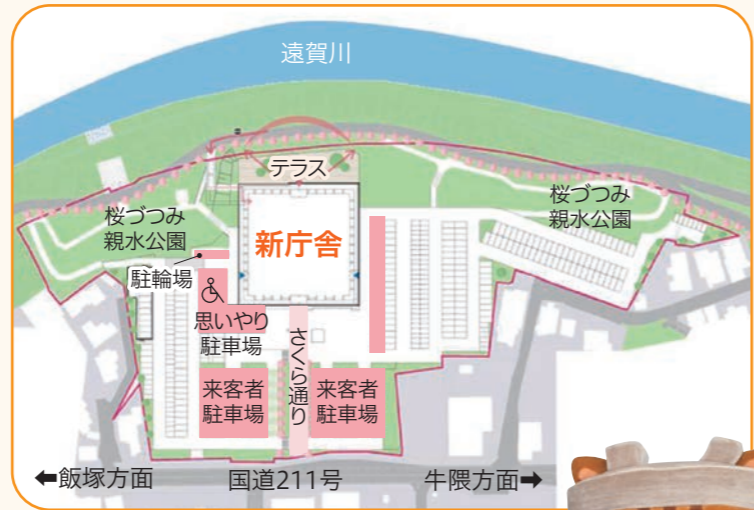 遠賀川
テラス
桜づつみ
親水公園
桜づつみ
親水公園
新庁舎
駐輪場
思いやり
駐車場
さくら通り
来客者
駐車場
来客者
駐車場
⬅飯塚方面
国道211号
牛隈方面➡